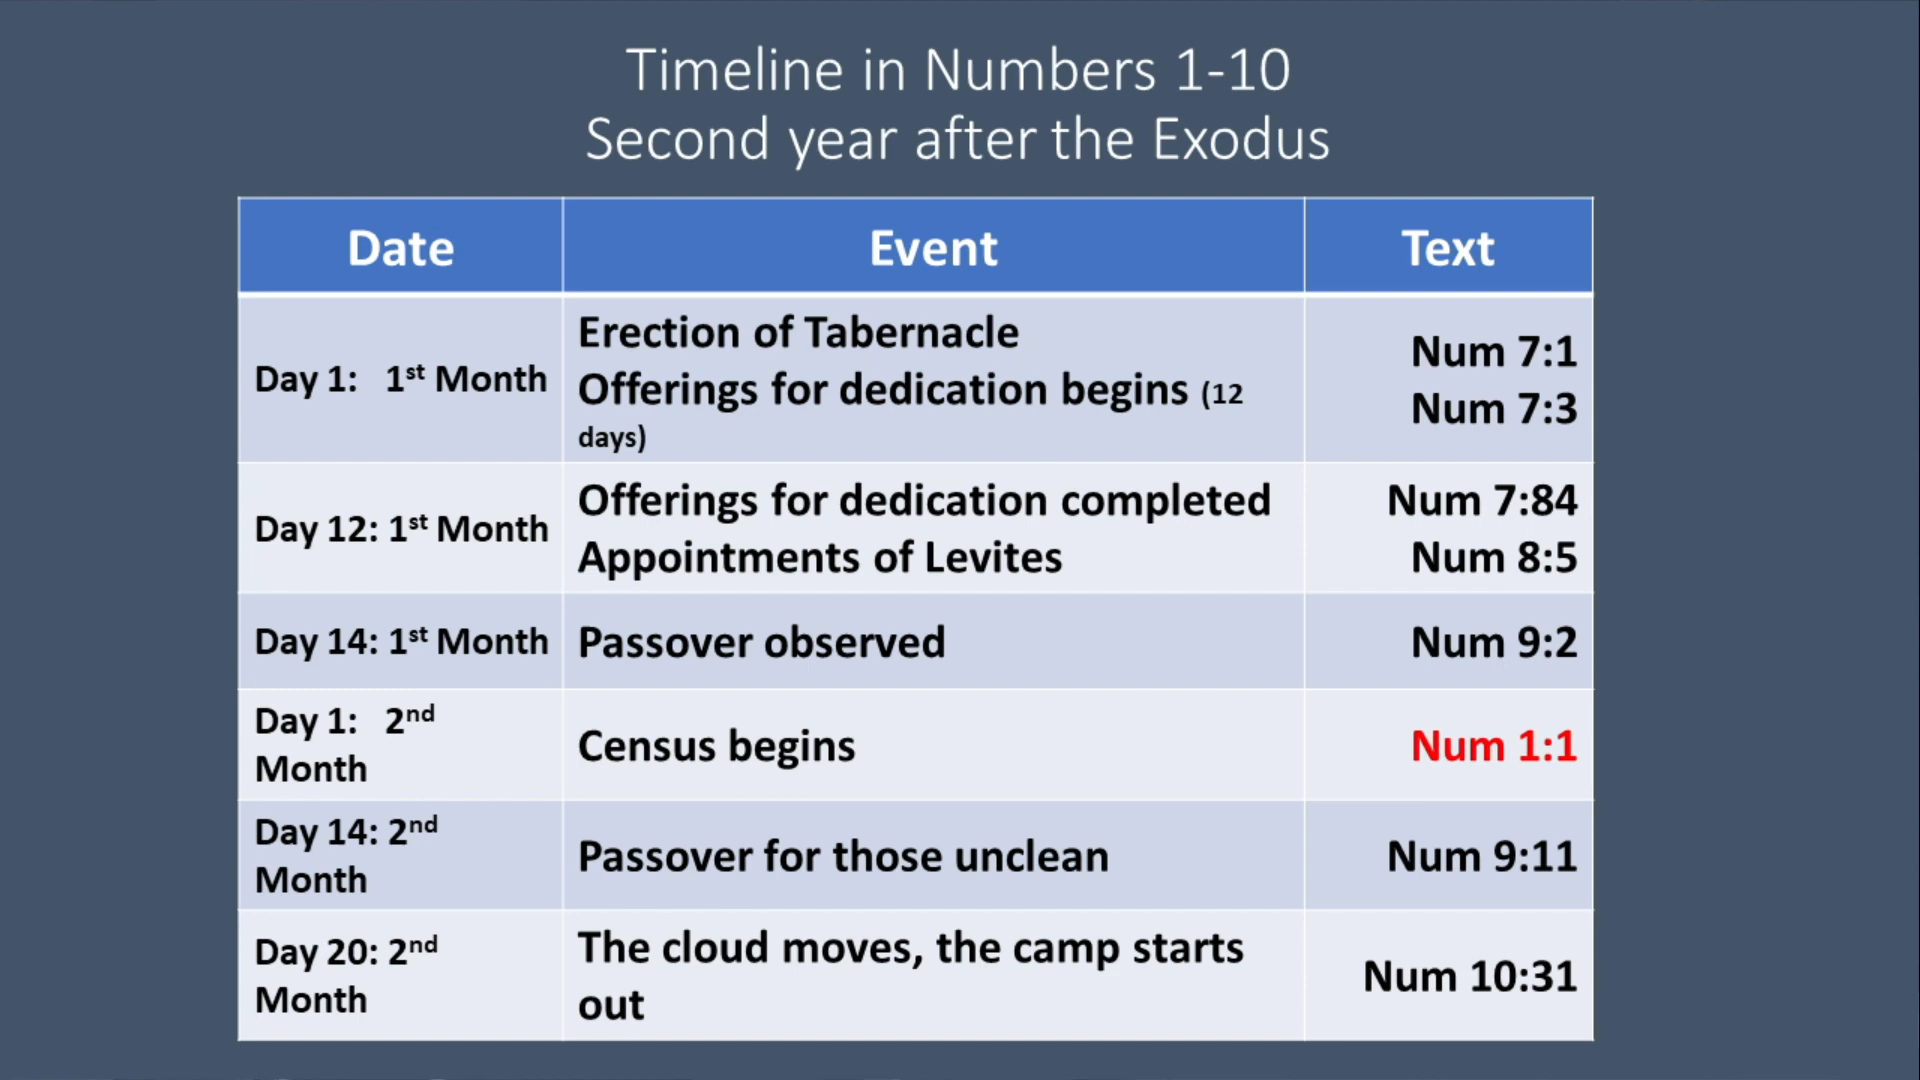 Timeline in Numbers 1-10
Second year after the Exodus
Date Event Text
Day 1: 1st Month
Erection of Tabernacle
Offerings for dedication begins (12
days)
Num 7:1
Num 7:3
Day 12: 1st Month
Offerings for dedication completed
Appointments of Levites
Num 7:84
Num 8:5
Day 14: 1st Month
Passover observed
Num 9:2
Day 1: 2nd
Month
Census begins
Num 1:1
Day 14: 2nd
Month
Passover for those unclean
Num 9:11
Day 20: 2nd
Month
The cloud moves, the camp starts
out
Num 10:31